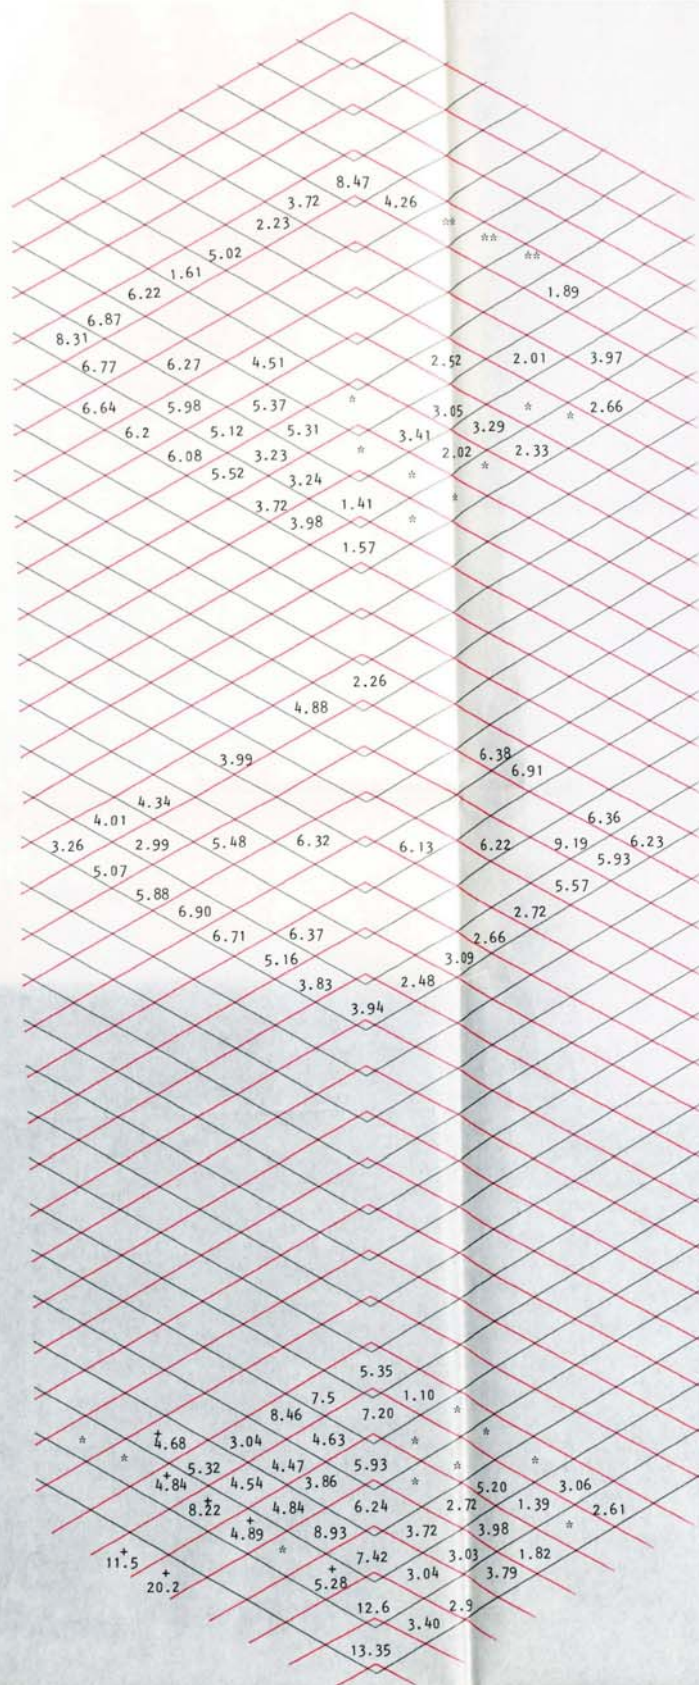 8.47
3.72 4.26
2.23 **
**
5.02 **
1.61
6.22 1.89
6.87
8.31
6.77 6.27 4.51 2.52 2.01 3.97
6.64 5.98 5.37 * 3.05 * * 2.66
6.2 5.12 5.31 3.41 3.29
6.08 3.23 * 2.02 2.33
5.52 3.24 * *
3.72 1.41 *
3.98 *
1.57
2.26
4.88
3.99 6.38
6.91
4.34
4.01 6.36
3.26 2.99 5.48 6.32 6.13 6.22 9.19 6.23
5.07 5.93
5.88 5.57
6.90 2.72
6.71 6.37 2.66
5.16 3.09
3.83 2.48
3.94
5.35
7.5 1.10
8.46 7.20 *
* +4.68 3.04 4.63 * *
* 5.32 4.47 5.93 * *
+4.84 4.54 3.86 * 5.20 3.06
+8.22 4.84 6.24 2.72 1.39 2.61
+4.89 8.93 3.72 3.98 *
+11.5 * 7.42 3.03 1.82
+20.2 +5.28 3.04 3.79
12.6 2.9
3.40
13.35